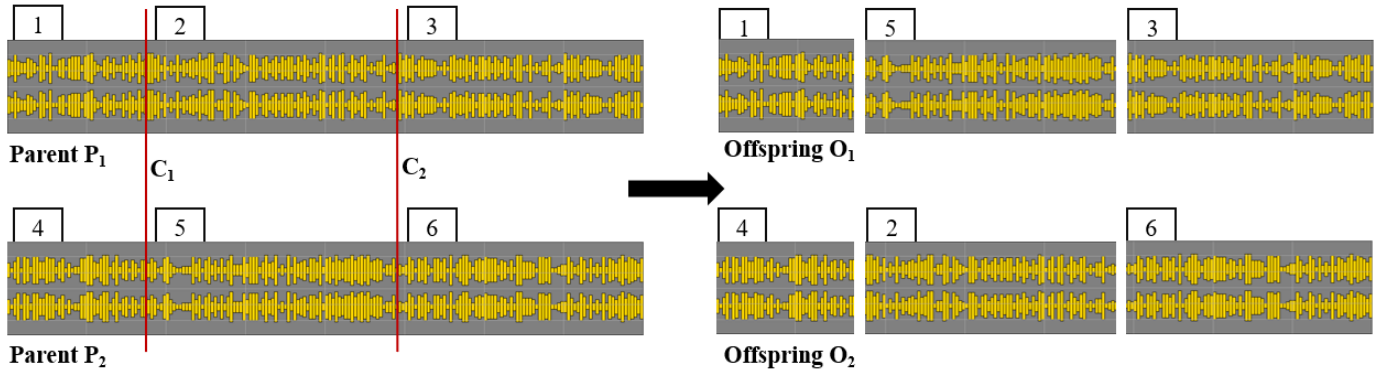 1 2 3 1 5 3
Parent P₁ C₁ C₂ Offspring O₁
4 5 6 4 2 6
Parent P₂ Offspring O₂